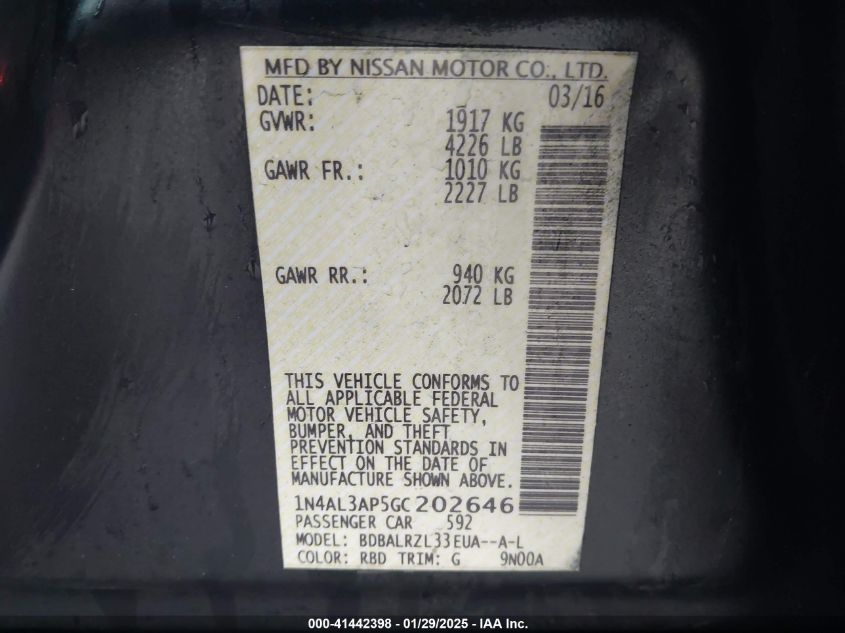 MFD BY NISSAN MOTOR CO., LTD.
DATE: 03/16
GVWR: 1917 KG
4226 LB
GAWR FR.: 1010 KG
2227 LB
GAWR RR.: 940 KG
2072 LB
THIS VEHICLE CONFORMS TO
ALL APPLICABLE FEDERAL
MOTOR VEHICLE SAFETY,
BUMPER, AND THEFT
PREVENTION STANDARDS IN
EFFECT ON THE DATE OF
MANUFACTURE SHOWN ABOVE.
1N4AL3AP5GC202646
PASSENGER CAR 592
MODEL: BDBALRZL33EUA--A-L
COLOR: RBD TRIM: G 9N00A
000-41442398 - 01/29/2025 - IAA Inc.